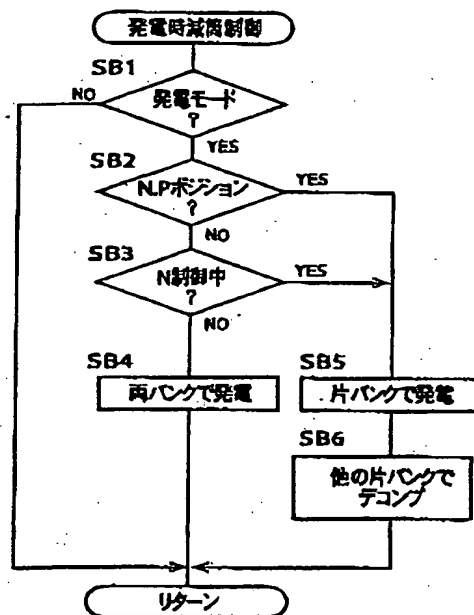 発電時減筒制御
SB1
NO
発電モード
?
YES
SB2
N,Pポジション
?
YES
NO
SB3
N制御中
?
YES
NO
SB4
両バンクで発電
SB5
片バンクで発電
SB6
他の片バンクで
デコンプ
リターン